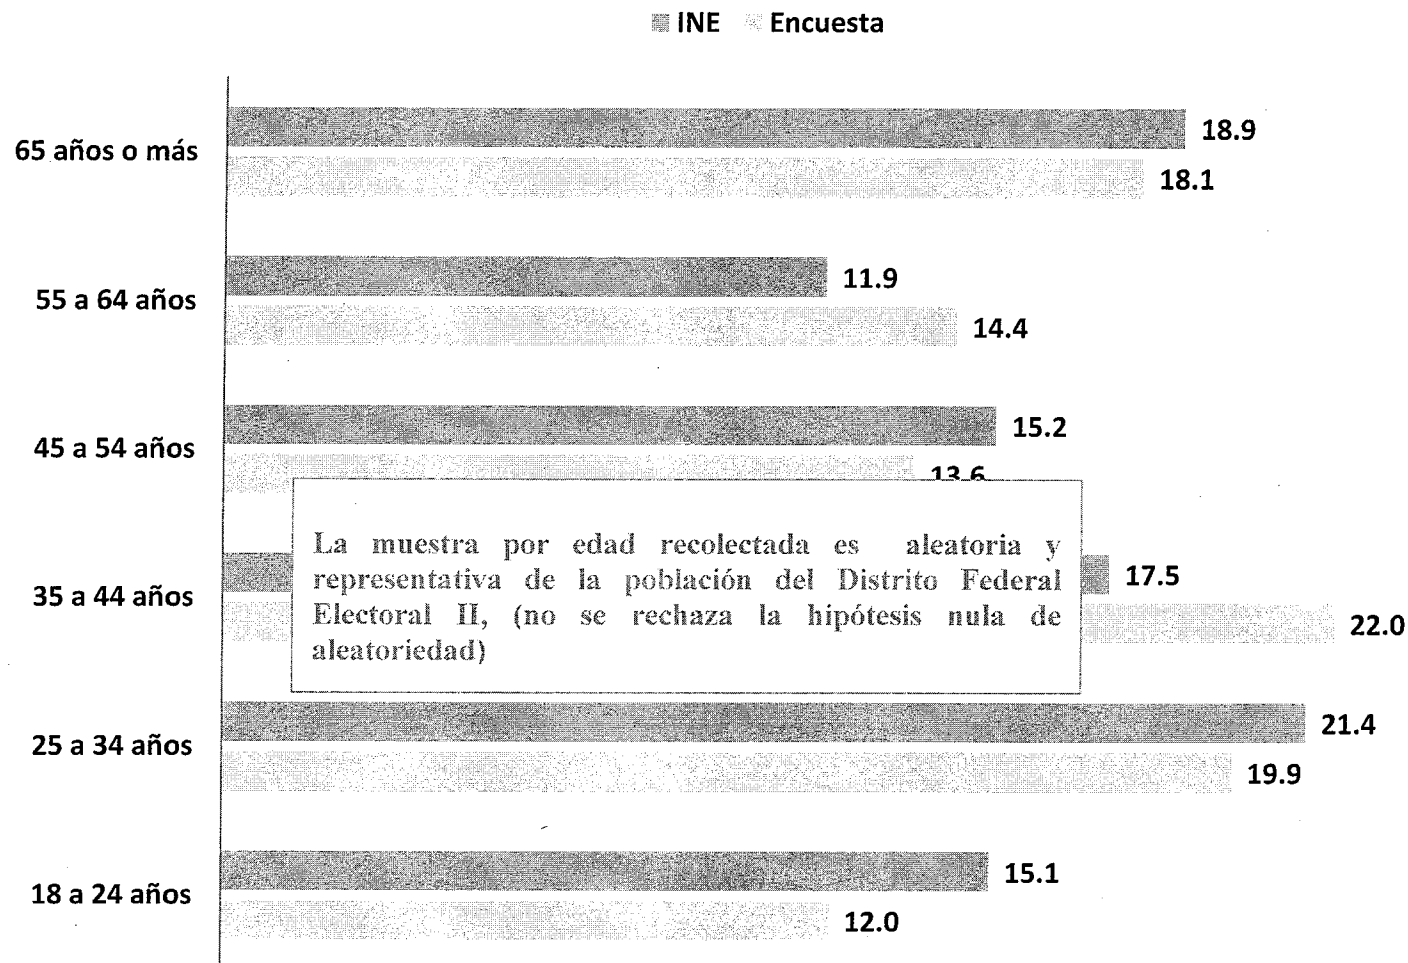 INE Encuesta
65 años o más
18.9
18.1
55 a 64 años
11.9
14.4
45 a 54 años
15.2
13.6
La muestra por edad recolectada es aleatoria y
representativa de la población del Distrito Federal
Electoral II, (no se rechaza la hipótesis nula de
aleatoriedad)
35 a 44 años
17.5
22.0
25 a 34 años
21.4
19.9
18 a 24 años
15.1
12.0